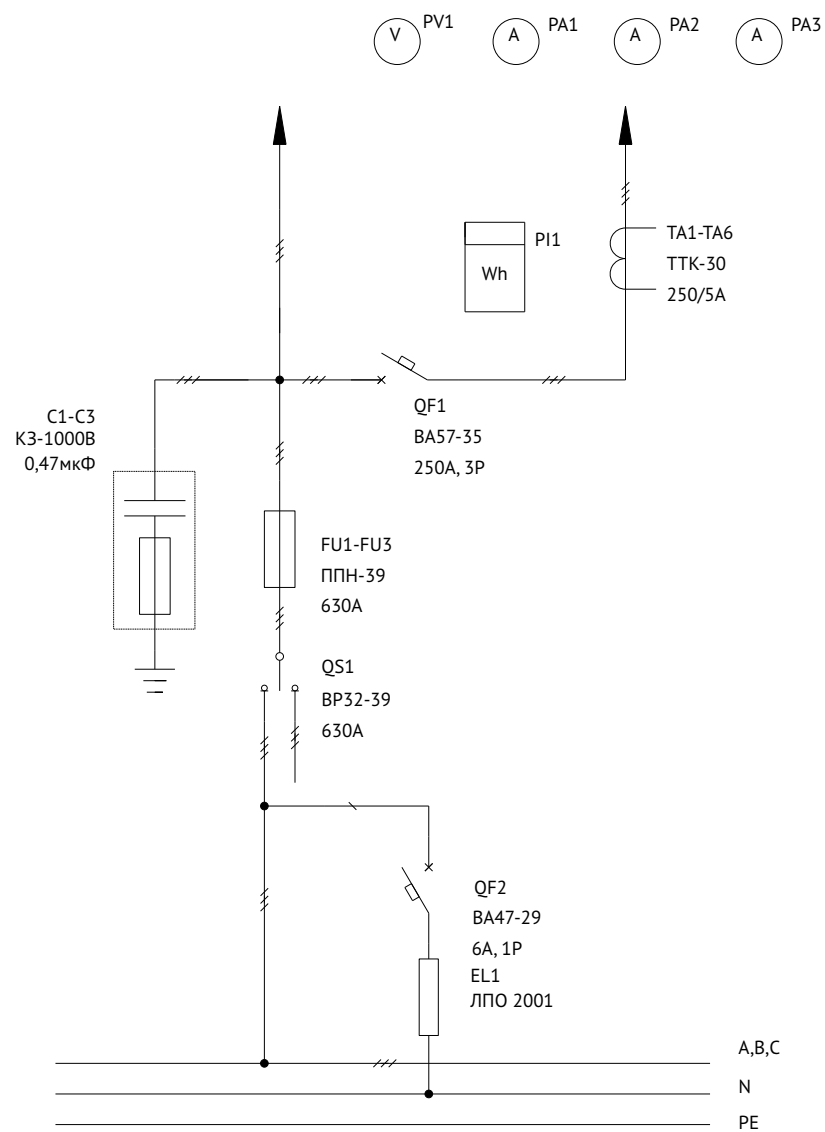 V PV1
A PA1
A PA2
A PA3
Wh
PI1
TA1-TA6
ТТК-30
250/5А
QF1
ВА57-35
250А, 3Р
C1-C3
КЗ-1000В
0,47мкФ
FU1-FU3
ППН-39
630А
QS1
ВР32-39
630А
QF2
ВА47-29
6А, 1Р
EL1
ЛПО 2001
A,B,C
N
PE